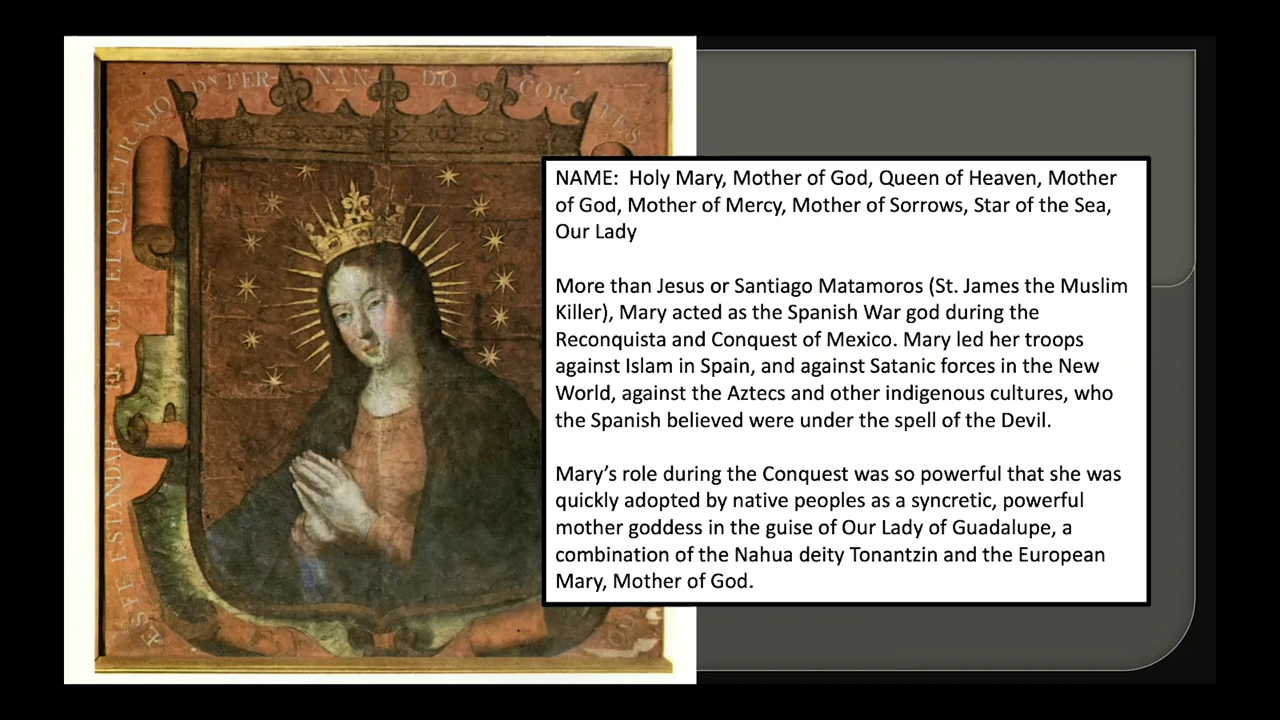 ESTE ESTANDARTE FUE EL QUE TRAJO Dn FERNANDO CORTES
NAME: Holy Mary, Mother of God, Queen of Heaven, Mother
of God, Mother of Mercy, Mother of Sorrows, Star of the Sea,
Our Lady
More than Jesus or Santiago Matamoros (St. James the Muslim
Killer), Mary acted as the Spanish War god during the
Reconquista and Conquest of Mexico. Mary led her troops
against Islam in Spain, and against Satanic forces in the New
World, against the Aztecs and other indigenous cultures, who
the Spanish believed were under the spell of the Devil.
Mary’s role during the Conquest was so powerful that she was
quickly adopted by native peoples as a syncretic, powerful
mother goddess in the guise of Our Lady of Guadalupe, a
combination of the Nahua deity Tonantzin and the European
Mary, Mother of God.